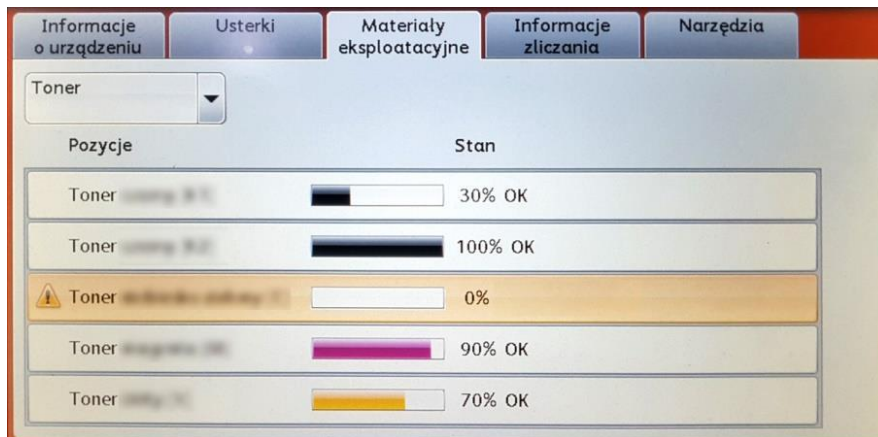 Informacje
o urządzeniu
Usterki
Materiały
eksploatacyjne
Informacje
zliczania
Narzędzia
Toner
Pozycje Stan
Toner 30% OK
Toner 100% OK
Toner 0%
Toner 90% OK
Toner 70% OK